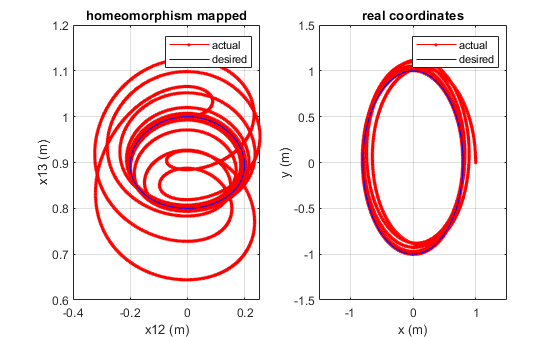 homeomorphism mapped
1.2
1.1
1
0.9
0.8
0.7
0.6
-0.4
-0.2
0
0.2
x13 (m)
x12 (m)
actual
desired
real coordinates
1.5
1
0.5
0
-0.5
-1
-1.5
-1
0
1
y (m)
x (m)
actual
desired